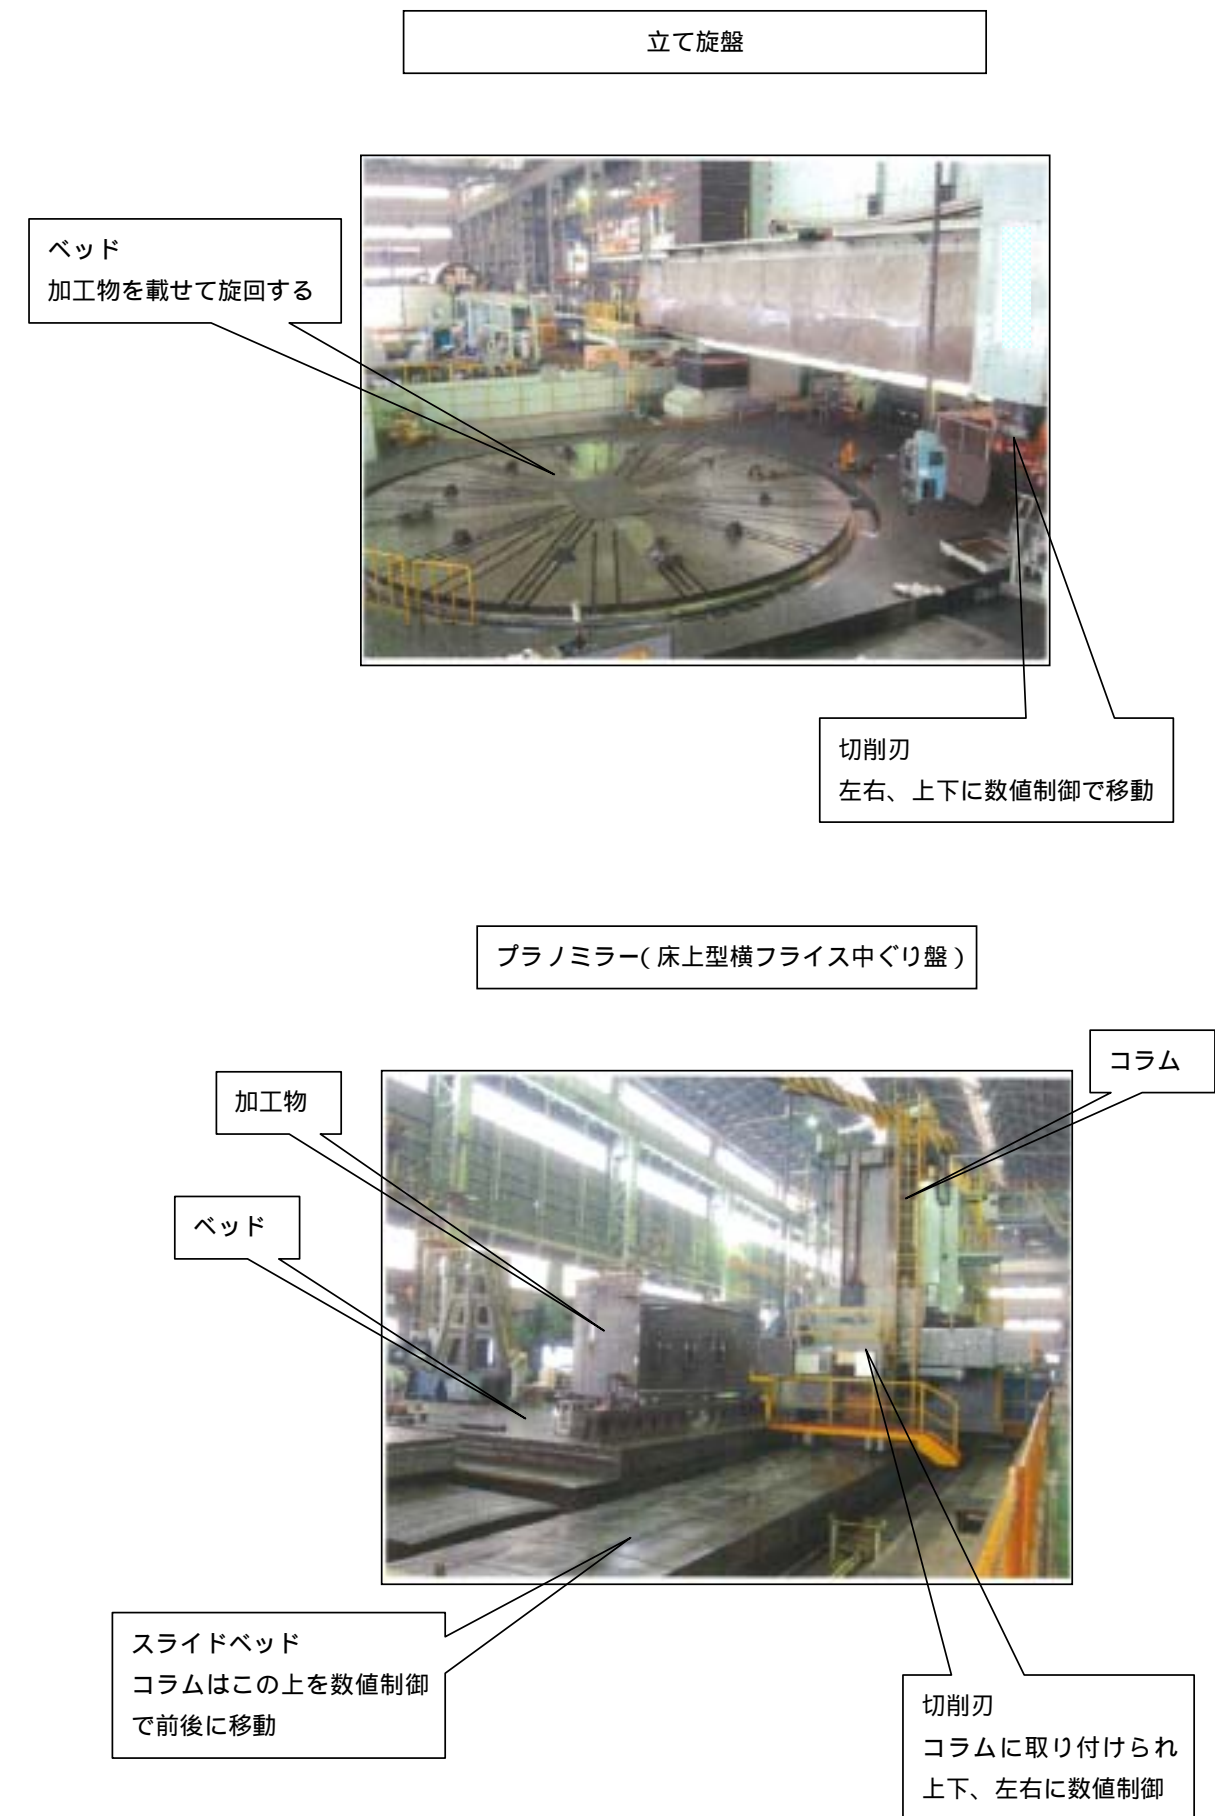 立て旋盤
ベッド
加工物を載せて旋回する
切削刃
左右、上下に数値制御で移動
プラノミラー(床上型横フライス中ぐり盤)
コラム
加工物
ベッド
スライドベッド
コラムはこの上を数値制御
で前後に移動
切削刃
コラムに取り付けられ
上下、左右に数値制御